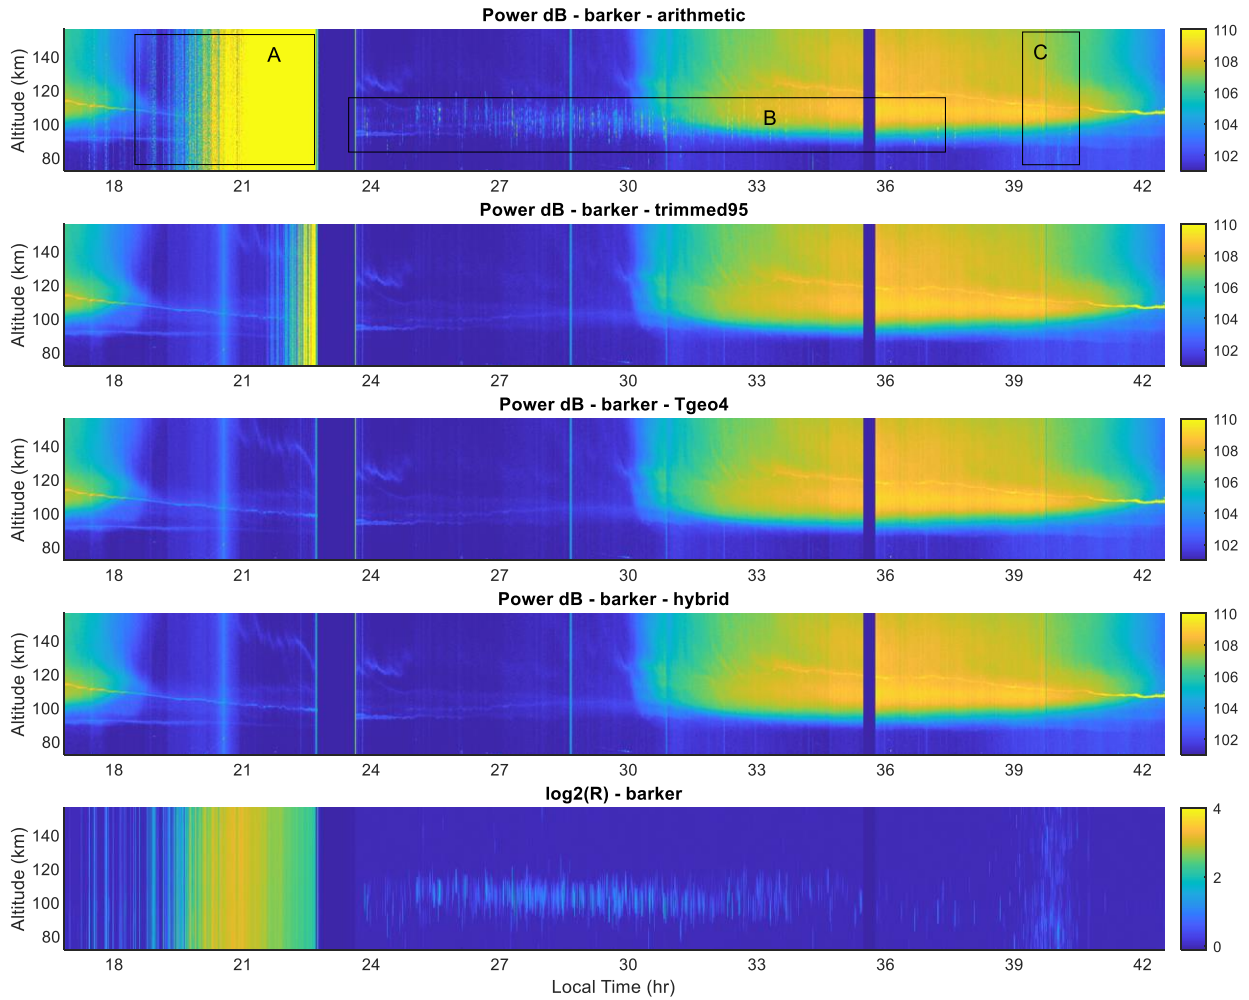 Power dB - barker - arithmetic
Altitude (km)
140
120
100
80
A
B
C
110
108
106
104
102
18 21 24 27 30 33 36 39 42
Power dB - barker - trimmed95
Altitude (km)
140
120
100
80
110
108
106
104
102
18 21 24 27 30 33 36 39 42
Power dB - barker - Tgeo4
Altitude (km)
140
120
100
80
110
108
106
104
102
18 21 24 27 30 33 36 39 42
Power dB - barker - hybrid
Altitude (km)
140
120
100
80
110
108
106
104
102
18 21 24 27 30 33 36 39 42
log2(R) - barker
Altitude (km)
140
120
100
80
4
2
0
18 21 24 27 30 33 36 39 42
Local Time (hr)